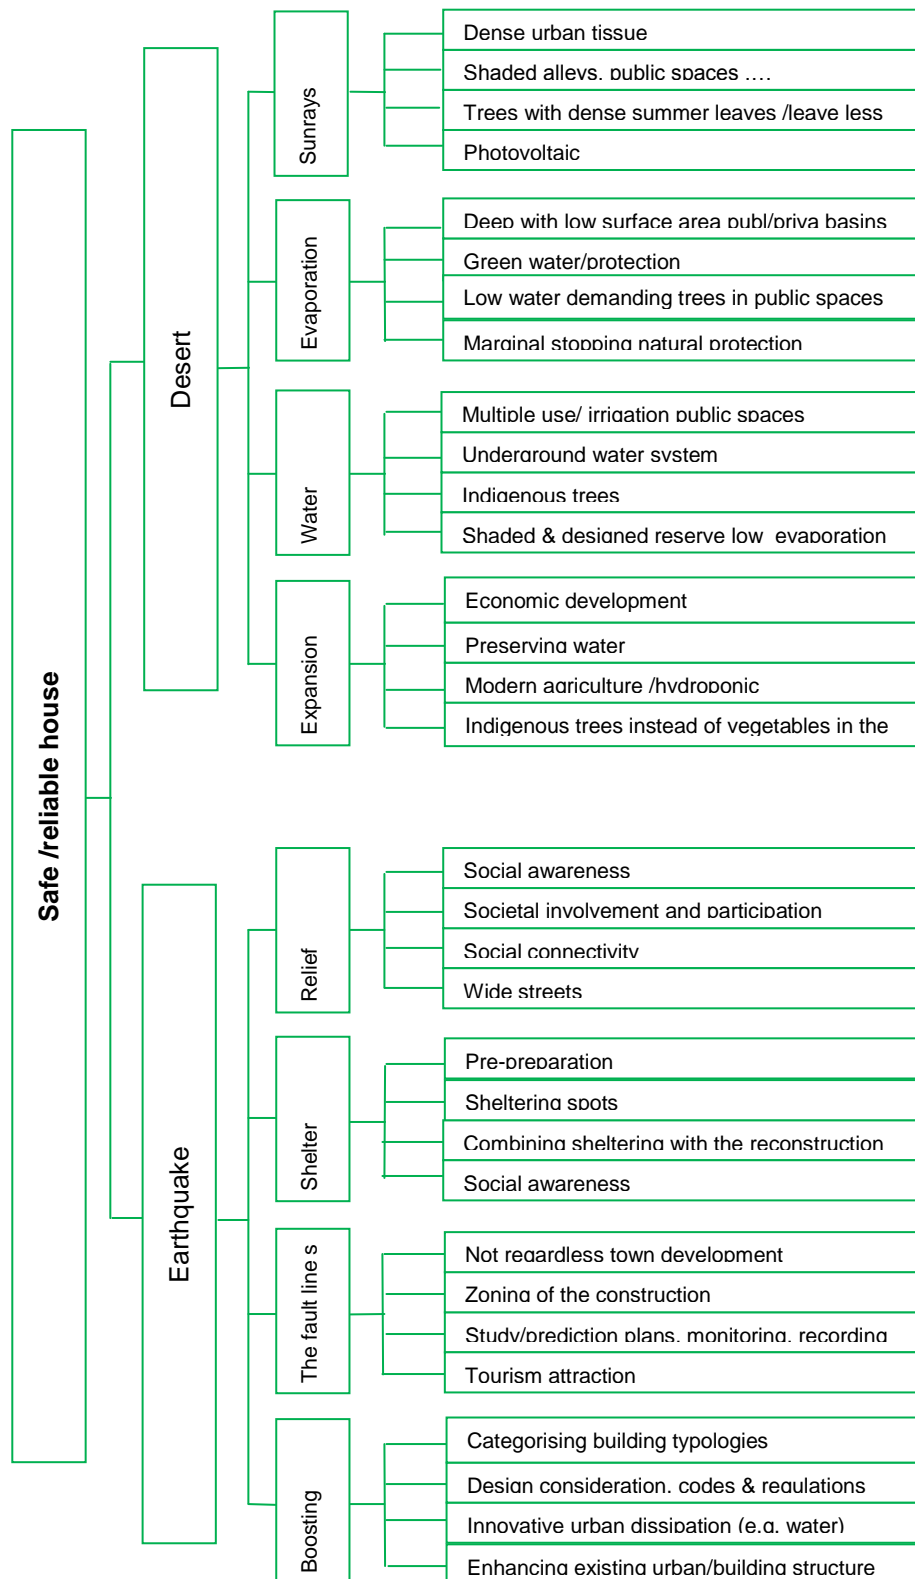 Safe /reliable house
Desert
Sunrays
Dense urban tissue
Shaded alleys, public spaces ,...
Trees with dense summer leaves /leave less
Photovoltaic
Evaporation
Deep with low surface area publ/priva basins
Green water/protection
Low water demanding trees in public spaces
Marginal stopping natural protection
Water
Multiple use/ irrigation public spaces
Underground water system
Indigenous trees
Shaded & designed reserve low evaporation
Expansion
Economic development
Preserving water
Modern agriculture /hydroponic
Indigenous trees instead of vegetables in the
Earthquake
Relief
Social awareness
Societal involvement and participation
Social connectivity
Wide streets
Shelter
Pre-preparation
Sheltering spots
Combining sheltering with the reconstruction
Social awareness
The fault line s
Not regardless town development
Zoning of the construction
Study/prediction plans, monitoring, recording
Tourism attraction
Boosting
Categorising building typologies
Design consideration, codes & regulations
Innovative urban dissipation (e.g. water)
Enhancing existing urban/building structure